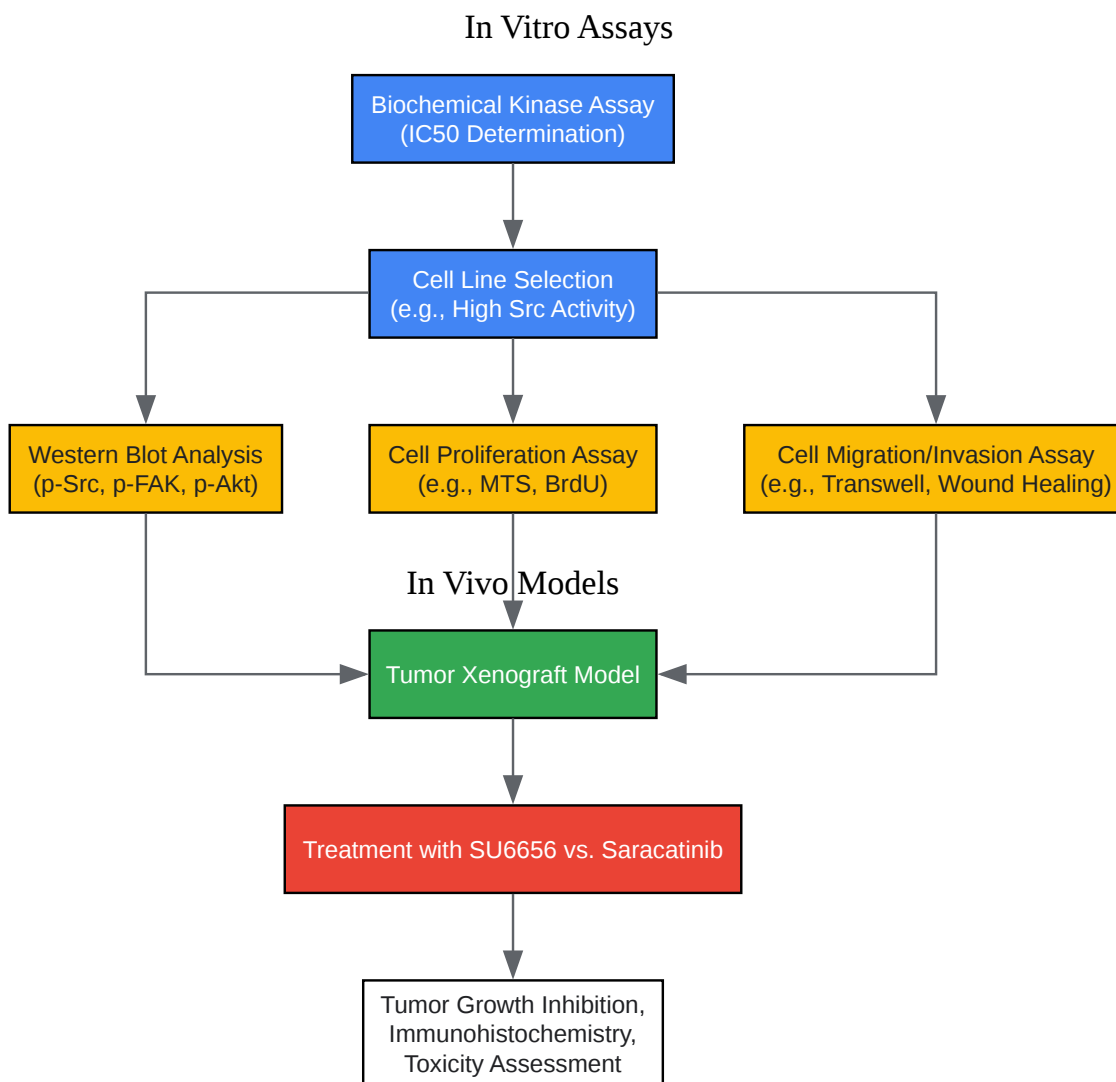 In Vitro Assays
Biochemical Kinase Assay
(IC50 Determination)
Cell Line Selection
(e.g., High Src Activity)
Western Blot Analysis
(p-Src, p-FAK, p-Akt)
Cell Proliferation Assay
(e.g., MTS, BrdU)
Cell Migration/Invasion Assay
(e.g., Transwell, Wound Healing)
In Vivo Models
Tumor Xenograft Model
Treatment with SU6656 vs. Saracatinib
Tumor Growth Inhibition,
Immunohistochemistry,
Toxicity Assessment